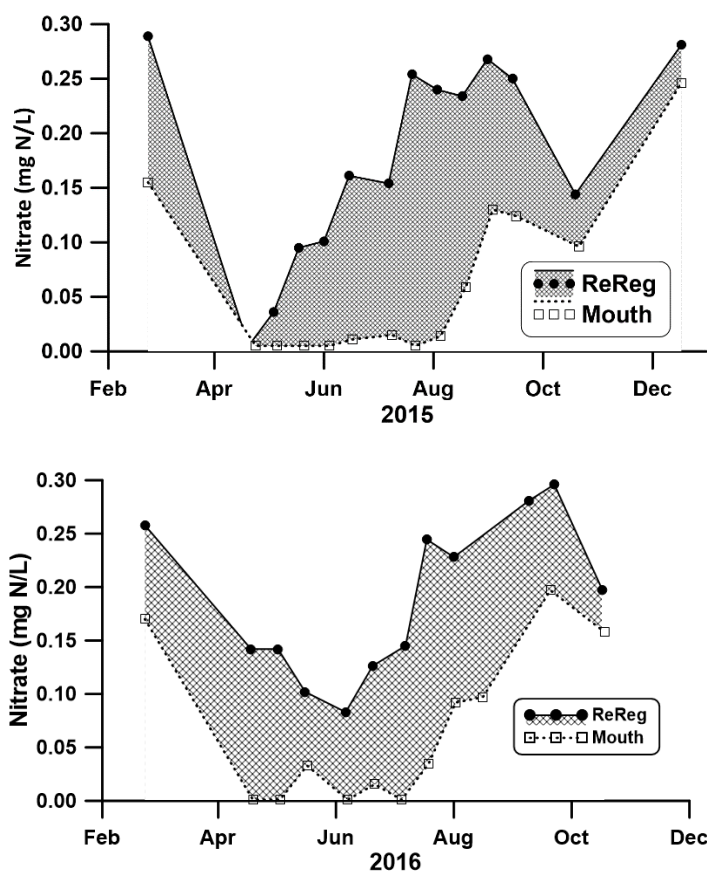 0.30
0.25
0.20
0.15
0.10
0.05
0.00
Nitrate (mg N/L)
ReReg
Mouth
Feb Apr Jun Aug Oct Dec
2015
0.30
0.25
0.20
0.15
0.10
0.05
0.00
Nitrate (mg N/L)
ReReg
Mouth
Feb Apr Jun Aug Oct Dec
2016